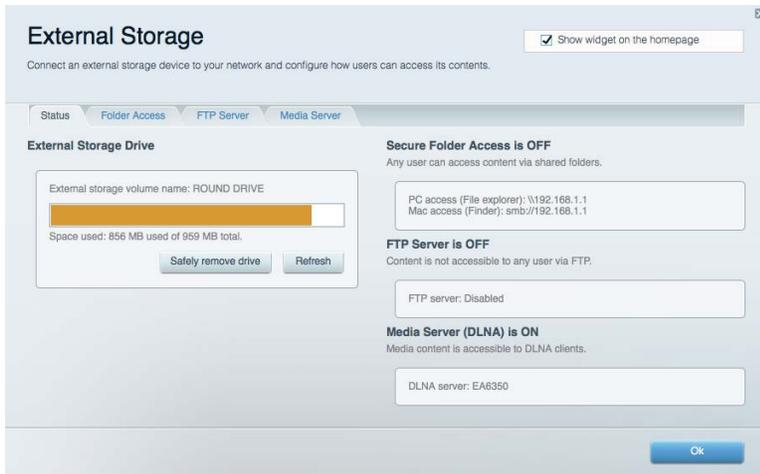 External Storage
Show widget on the homepage
Connect an external storage device to your network and configure how users can access its contents.
Status
Folder Access
FTP Server
Media Server
External Storage Drive
External storage volume name: ROUND DRIVE
Space used: 856 MB used of 959 MB total.
Safely remove drive
Refresh
Secure Folder Access is OFF
Any user can access content via shared folders.
PC access (File explorer): \\192.168.1.1
Mac access (Finder): smb://192.168.1.1
FTP Server is OFF
Content is not accessible to any user via FTP.
FTP server: Disabled
Media Server (DLNA) is ON
Media content is accessible to DLNA clients.
DLNA server: EA6350
Ok